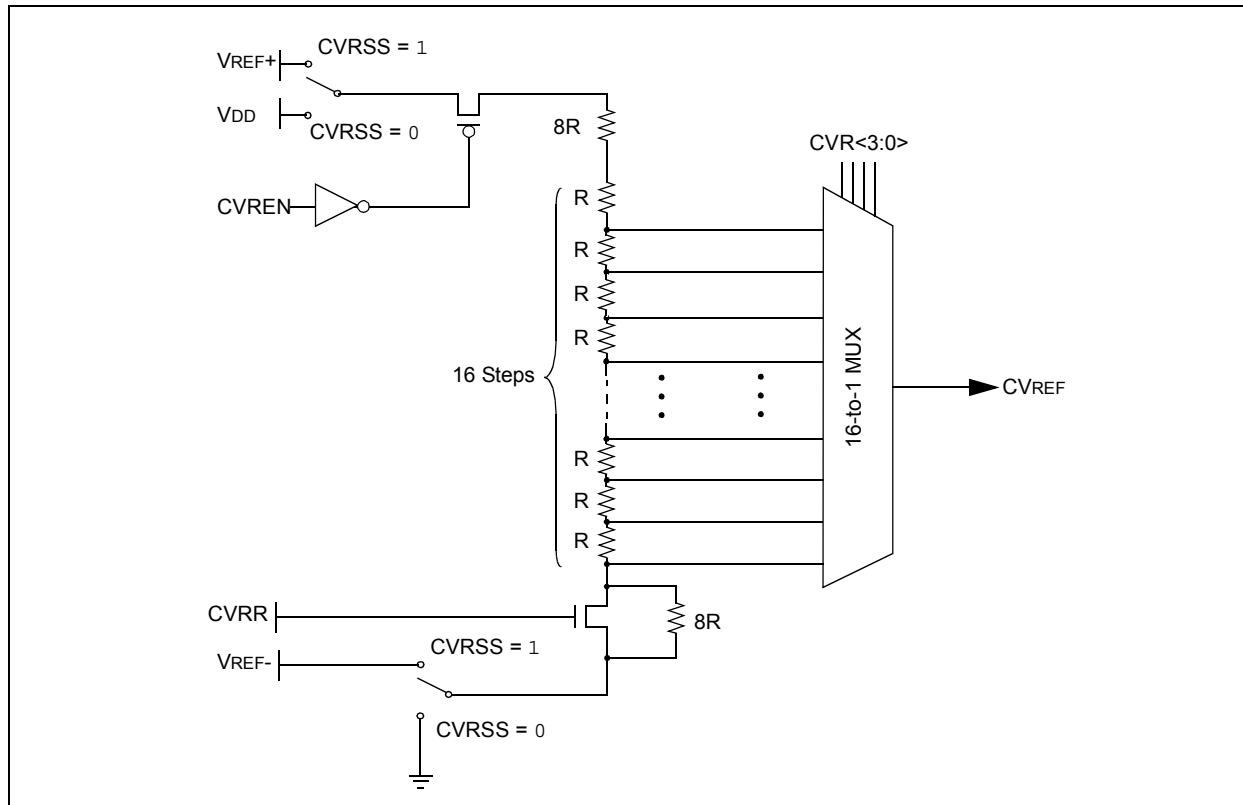 CVRSS = 1
VREF+
VDD
CVRSS = 0
8R
CVR<3:0>
CVREN
R
R
R
R
16 Steps
16-to-1 MUX
CVREF
R
R
R
CVRR
8R
CVRSS = 1
VREF-
CVRSS = 0